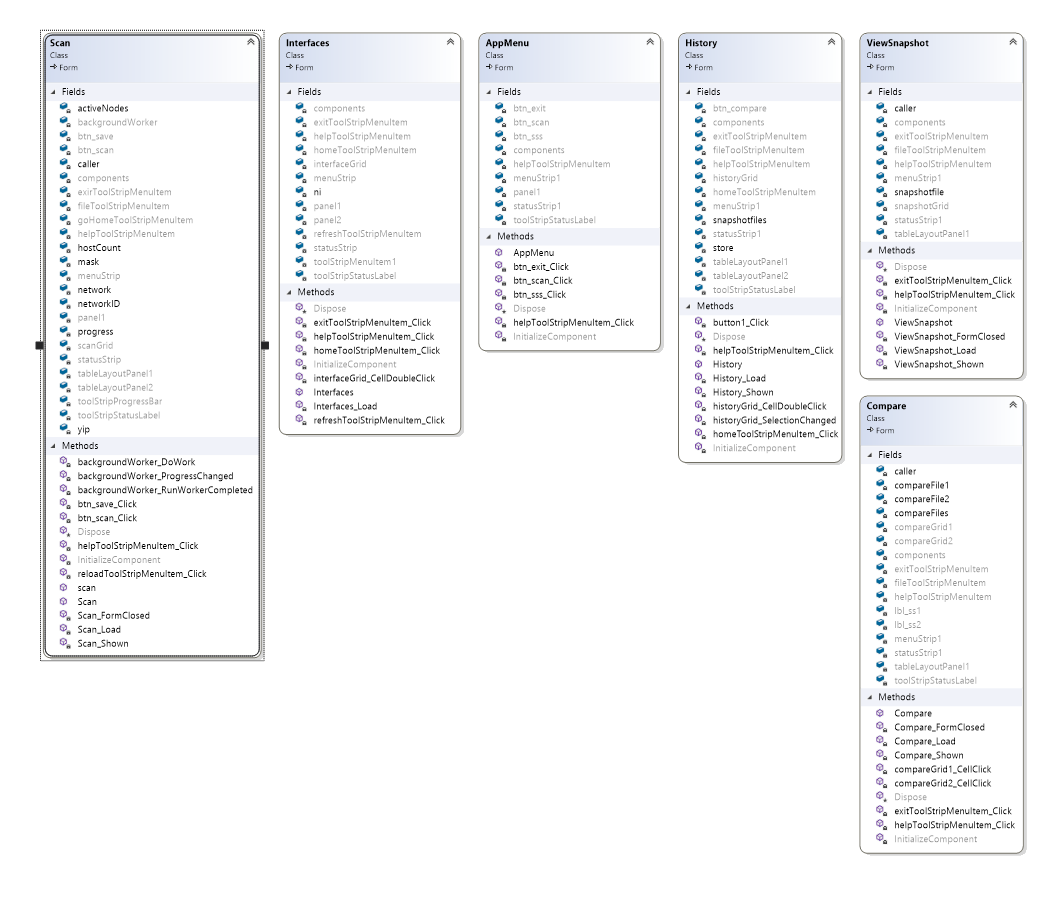 Scan
Class
Form
Fields
activeNodes
backgroundWorker
btn_save
btn_scan
caller
components
exirToolStripMenuItem
fileToolStripMenuItem
goHomeToolStripMenuItem
helpToolStripMenuItem
hostCount
mask
menuStrip
network
networkID
panel1
progress
scanGrid
statusStrip
tableLayoutPanel1
tableLayoutPanel2
toolStripProgressBar
toolStripStatusLabel
yip
Methods
backgroundWorker_DoWork
backgroundWorker_ProgressChanged
backgroundWorker_RunWorkerCompleted
btn_save_Click
btn_scan_Click
Dispose
helpToolStripMenuItem_Click
InitializeComponent
reloadToolStripMenuItem_Click
scan
Scan
Scan_FormClosed
Scan_Load
Scan_Shown
Interfaces
Class
Form
Fields
components
exitToolStripMenuItem
helpToolStripMenuItem
homeToolStripMenuItem
interfaceGrid
menuStrip
ni
panel1
panel2
refreshToolStripMenuItem
statusStrip
toolStripMenuItem1
toolStripStatusLabel
Methods
Dispose
exitToolStripMenuItem_Click
helpToolStripMenuItem_Click
homeToolStripMenuItem_Click
InitializeComponent
interfaceGrid_CellDoubleClick
Interfaces
Interfaces_Load
refreshToolStripMenuItem_Click
AppMenu
Class
Form
Fields
btn_exit
btn_scan
btn_sss
components
helpToolStripMenuItem
menuStrip1
panel1
statusStrip1
toolStripStatusLabel
Methods
AppMenu
btn_exit_Click
btn_scan_Click
btn_sss_Click
Dispose
helpToolStripMenuItem_Click
InitializeComponent
History
Class
Form
Fields
btn_compare
components
exitToolStripMenuItem
fileToolStripMenuItem
helpToolStripMenuItem
historyGrid
homeToolStripMenuItem
menuStrip1
snapshotfiles
statusStrip1
store
tableLayoutPanel1
tableLayoutPanel2
toolStripStatusLabel
Methods
button1_Click
Dispose
helpToolStripMenuItem_Click
History
History_Load
History_Shown
historyGrid_CellDoubleClick
historyGrid_SelectionChanged
homeToolStripMenuItem_Click
InitializeComponent
ViewSnapshot
Class
Form
Fields
caller
components
exitToolStripMenuItem
fileToolStripMenuItem
helpToolStripMenuItem
menuStrip1
snapshotfile
snapshotGrid
statusStrip1
tableLayoutPanel1
Methods
Dispose
exitToolStripMenuItem_Click
helpToolStripMenuItem_Click
InitializeComponent
ViewSnapshot
ViewSnapshot_FormClosed
ViewSnapshot_Load
ViewSnapshot_Shown
Compare
Class
Form
Fields
caller
compareFile1
compareFile2
compareFiles
compareGrid1
compareGrid2
components
exitToolStripMenuItem
fileToolStripMenuItem
helpToolStripMenuItem
lbl_ss1
lbl_ss2
menuStrip1
statusStrip1
tableLayoutPanel1
toolStripStatusLabel
Methods
Compare
Compare_FormClosed
Compare_Load
Compare_Shown
compareGrid1_CellClick
compareGrid2_CellClick
Dispose
exitToolStripMenuItem_Click
helpToolStripMenuItem_Click
InitializeComponent